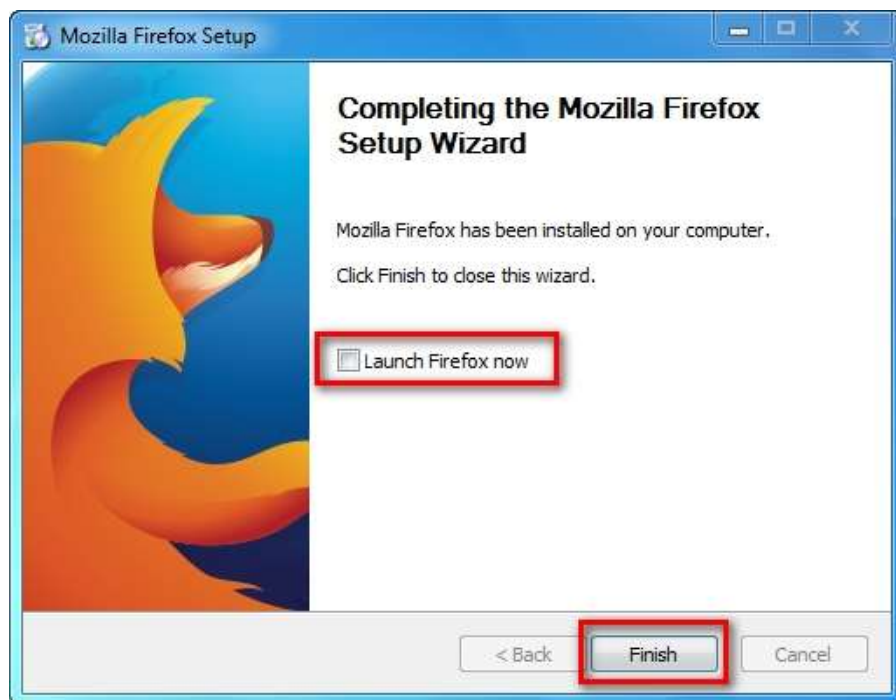 Mozilla Firefox Setup
Completing the Mozilla Firefox
Setup Wizard
Mozilla Firefox has been installed on your computer.
Click Finish to close this wizard.
Launch Firefox now
< Back Finish Cancel